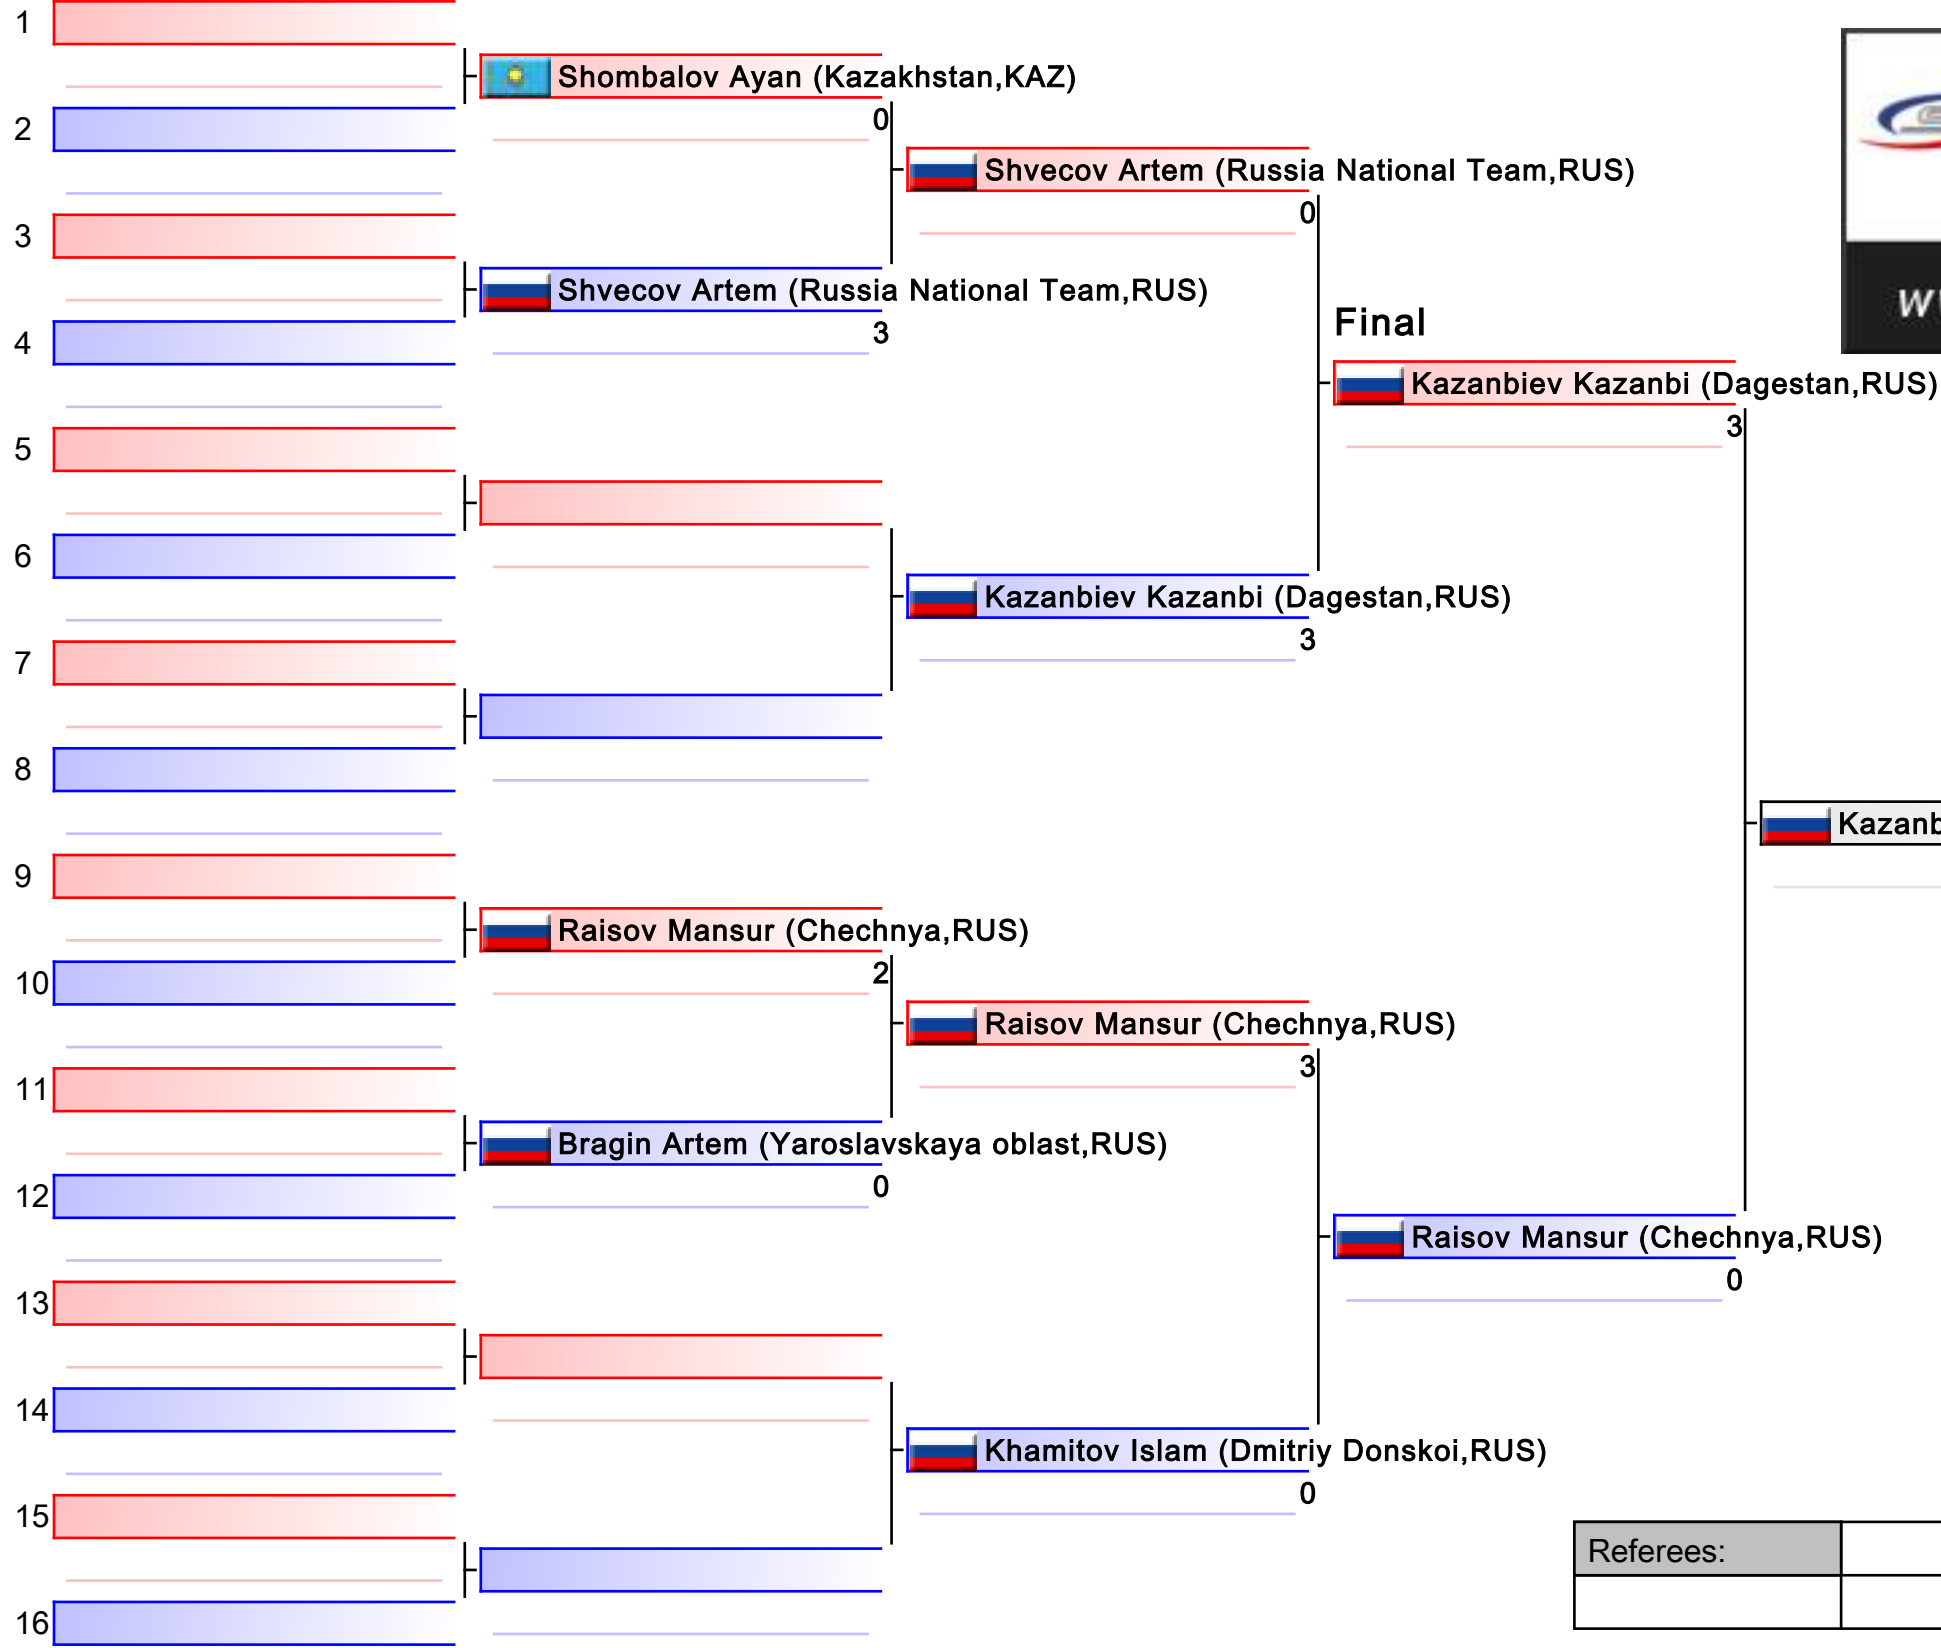 1
Shombalov Ayan (Kazakhstan,KAZ)
0
2
Shvecov Artem (Russia National Team,RUS)
0
3
Shvecov Artem (Russia National Team,RUS)
3
4
Final
Kazanbiev Kazanbi (Dagestan,RUS)
3
5
6
Kazanbiev Kazanbi (Dagestan,RUS)
3
7
8
9
Raisov Mansur (Chechnya,RUS)
2
10
Raisov Mansur (Chechnya,RUS)
3
11
Bragin Artem (Yaroslavskaya oblast,RUS)
0
12
Raisov Mansur (Chechnya,RUS)
0
13
14
Khamitov Islam (Dmitriy Donskoi,RUS)
0
15
16
Referees: